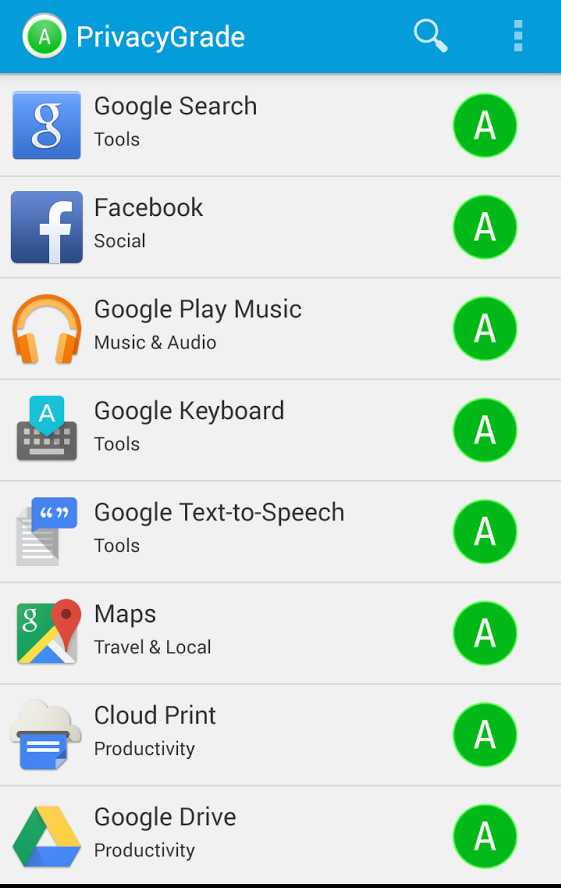 A PrivacyGrade
g Google Search
Tools
A
f Facebook
Social
A
Google Play Music
Music & Audio
A
A Google Keyboard
Tools
A
“ ” Google Text-to-Speech
Tools
A
g Maps
Travel & Local
A
Cloud Print
Productivity
A
Google Drive
Productivity
A